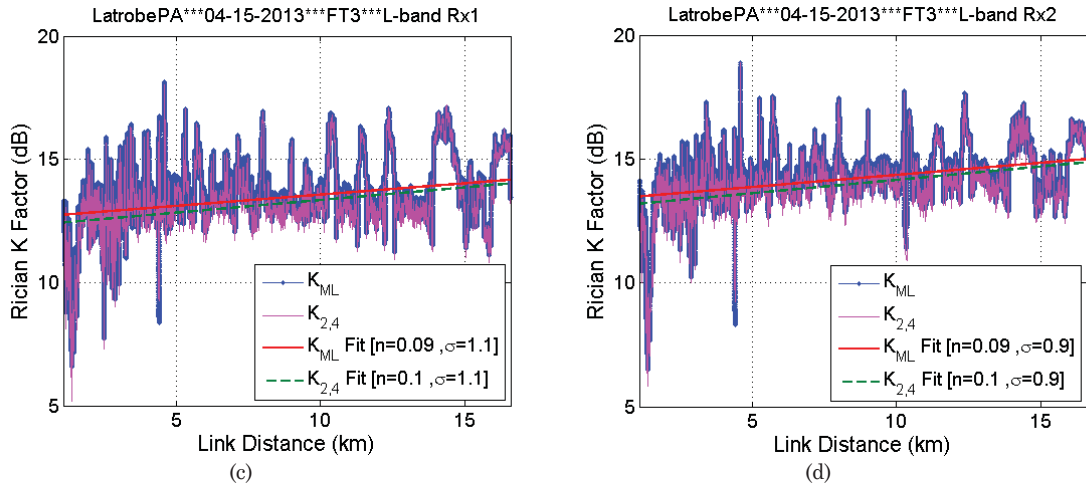 LatrobePA***04-15-2013***FT3***L-band Rx1
Rician K Factor (dB)
20
15
10
5
5
10
15
Link Distance (km)
K_ML
K_2,4
K_ML Fit [n=0.09 ,σ=1.1]
K_2,4 Fit [n=0.1 ,σ=1.1]
(c)
LatrobePA***04-15-2013***FT3***L-band Rx2
Rician K Factor (dB)
20
15
10
5
5
10
15
Link Distance (km)
K_ML
K_2,4
K_ML Fit [n=0.09 ,σ=0.9]
K_2,4 Fit [n=0.1 ,σ=0.9]
(d)